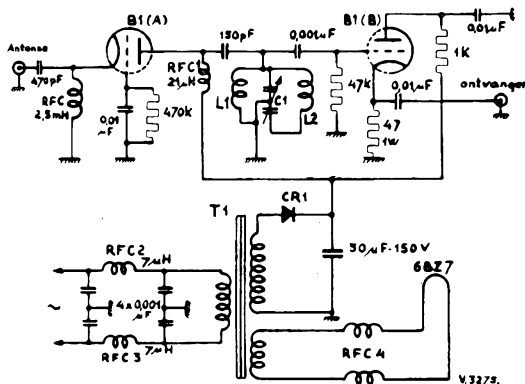 B1(A)
150pF
0,001µF
B1(B)
0,01µF
Antenne
470pF
RFC1
21µH
1K
RFC
2,5mH
0,01
µF
470k
L1
C1
L2
47k
0,01µF
ontvanger
47
1W
T1
CR1
RFC2
7µH
50µF-150V
6BZ7
~
4x0,001
µF
RFC3
7µH
RFC4
V.3275.